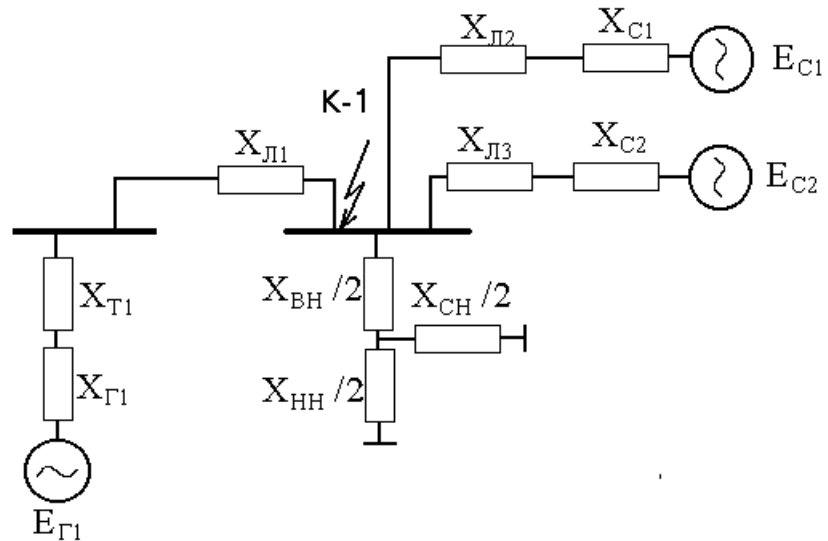 X_Л2
X_С1
E_С1
К-1
X_Л1
X_Л3
X_С2
E_С2
X_Т1
X_ВН /2
X_СН /2
X_Г1
X_НН /2
E_Г1